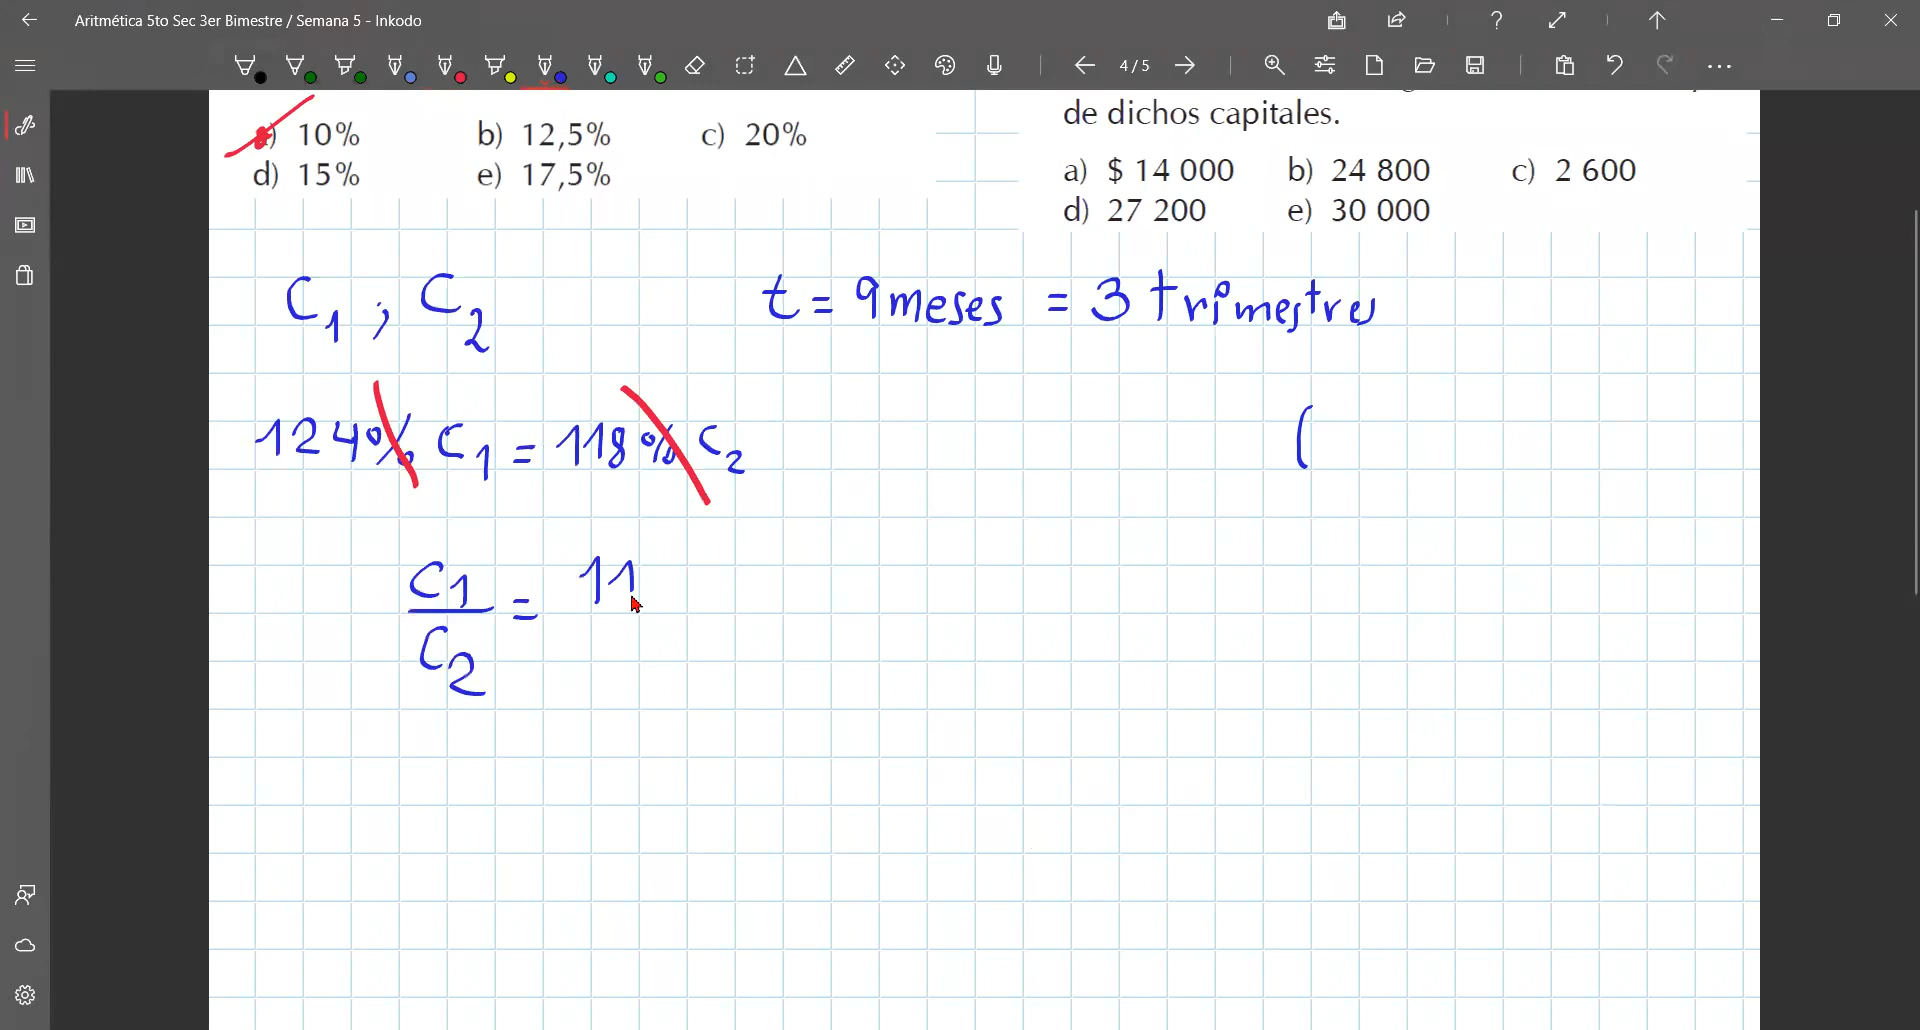 Aritmética 5to Sec 3er Bimestre / Semana 5 - Inkodo
4 / 5
10% b) 12,5% c) 20%
d) 15% e) 17,5%
de dichos capitales.
a) $ 14 000 b) 24 800 c) 2 600
d) 27 200 e) 30 000
C1 ; C2 t = 9 meses = 3 trimestres
124% C1 = 118% C2 (
C1 / C2 = 11